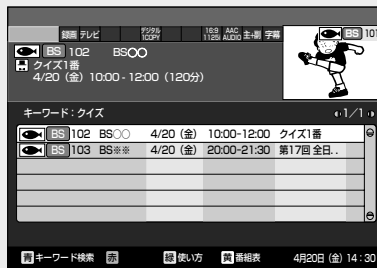 録画 テレビ デジタル 1COPY 16:9 1125i AAC AUDIO 主+副 字幕
BS 101
BS 102 BS○○
クイズ1番
4/20（金）10:00 - 12:00（120分）
キーワード：クイズ 1/1
BS 102 BS○○ 4/20（金） 10:00-12:00 クイズ1番
BS 103 BS※※ 4/20（金） 20:00-21:30 第17回 全日..
青 キーワード検索 赤 緑 使い方 黄 番組表 4月20日（金）14：30